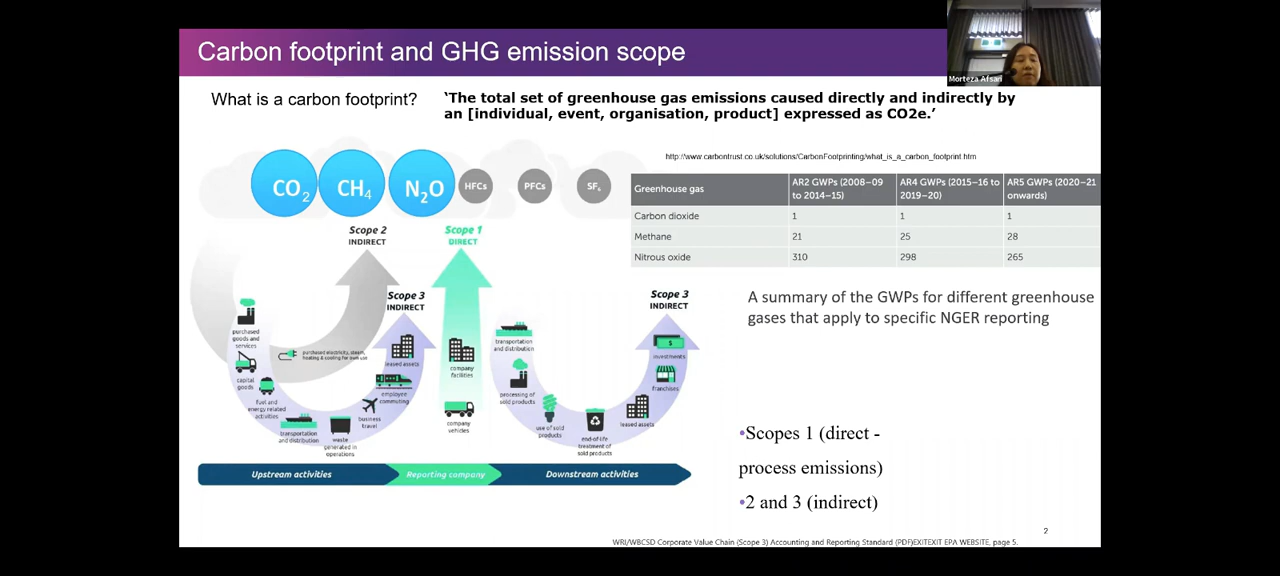 Carbon footprint and GHG emission scope
Morteza Afsari
What is a carbon footprint?
‘The total set of greenhouse gas emissions caused directly and indirectly by
an [individual, event, organisation, product] expressed as CO2e.’
http://www.carbontrust.co.uk/solutions/CarbonFootprinting/what_is_a_carbon_footprint.htm
CO2
CH4
N2O
HFCs
PFCs
SF6
Greenhouse gas
AR2 GWPs (2008–09
to 2014–15)
AR4 GWPs (2015–16 to
2019–20)
AR5 GWPs (2020–21
onwards)
Carbon dioxide 1 1 1
Methane 21 25 28
Nitrous oxide 310 298 265
Scope 2
INDIRECT
Scope 1
DIRECT
Scope 3
INDIRECT
Scope 3
INDIRECT
purchased
goods and
services
capital
goods
fuel and
energy related
activities
transportation
and distribution
waste
generated in
operations
business
travel
employee
commuting
leased assets
purchased electricity, steam,
heating & cooling for own use
company
facilities
company
vehicles
transportation
and distribution
processing of
sold products
use of sold
products
end-of-life
treatment of
sold products
leased assets
franchises
investments
Upstream activities
Reporting company
Downstream activities
A summary of the GWPs for different greenhouse
gases that apply to specific NGER reporting
•Scopes 1 (direct -
process emissions)
•2 and 3 (indirect)
2
WRI/WBCSD Corporate Value Chain (Scope 3) Accounting and Reporting Standard (PDF)EXITEXIT EPA WEBSITE, page 5.